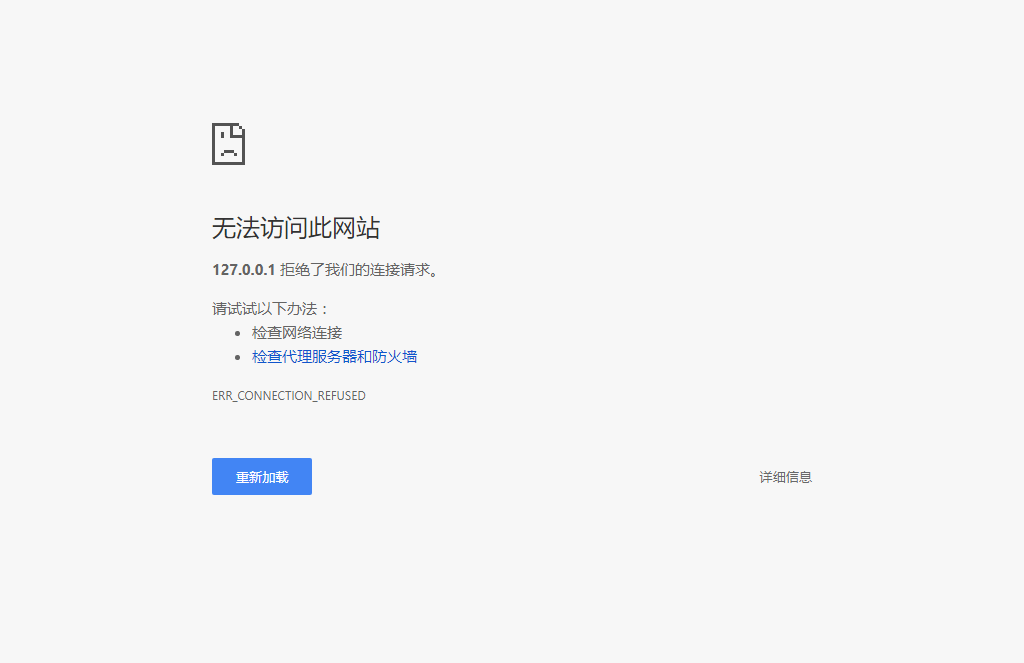 无法访问此网站
127.0.0.1 拒绝了我们的连接请求。
请试试以下办法：
检查网络连接
检查代理服务器和防火墙
ERR_CONNECTION_REFUSED
重新加载
详细信息